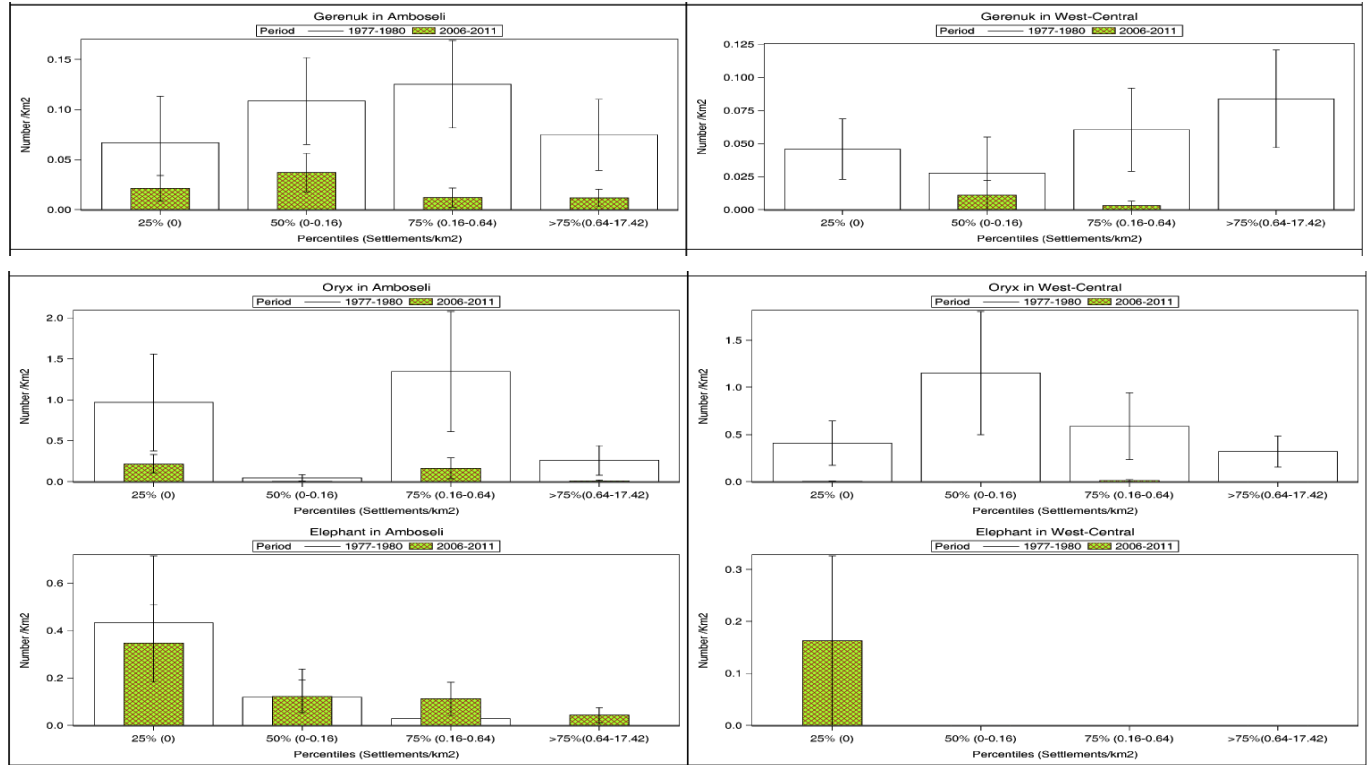 Gerenuk in Amboseli
Period 1977-1980 2006-2011
Number /Km2
0.15
0.10
0.05
0.00
25% (0) 50% (0-0.16) 75% (0.16-0.64) >75%(0.64-17.42)
Percentiles (Settlements/km2)
Gerenuk in West-Central
Period 1977-1980 2006-2011
Number /Km2
0.125
0.100
0.075
0.050
0.025
0.000
25% (0) 50% (0-0.16) 75% (0.16-0.64) >75%(0.64-17.42)
Percentiles (Settlements/km2)
Oryx in Amboseli
Period 1977-1980 2006-2011
Number /Km2
2.0
1.5
1.0
0.5
0.0
25% (0) 50% (0-0.16) 75% (0.16-0.64) >75%(0.64-17.42)
Percentiles (Settlements/km2)
Oryx in West-Central
Period 1977-1980 2006-2011
Number /Km2
1.5
1.0
0.5
0.0
25% (0) 50% (0-0.16) 75% (0.16-0.64) >75%(0.64-17.42)
Percentiles (Settlements/km2)
Elephant in Amboseli
Period 1977-1980 2006-2011
Number /Km2
0.6
0.4
0.2
0.0
25% (0) 50% (0-0.16) 75% (0.16-0.64) >75%(0.64-17.42)
Percentiles (Settlements/km2)
Elephant in West-Central
Period 1977-1980 2006-2011
Number /Km2
0.3
0.2
0.1
0.0
25% (0) 50% (0-0.16) 75% (0.16-0.64) >75%(0.64-17.42)
Percentiles (Settlements/km2)